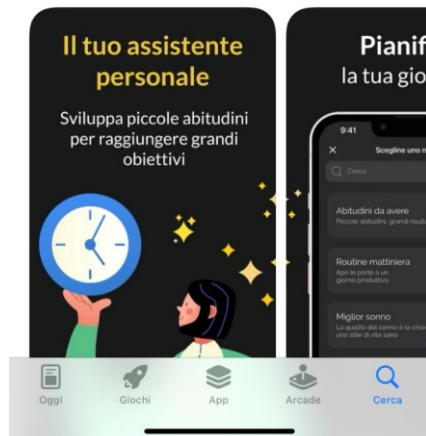 Il tuo assistente
personale
Sviluppa piccole abitudini
per raggiungere grandi
obiettivi
Pianif
la tua gio
9:41
Scegline uno n
Cerca
Abitudini da avere
Piccole abitudini, grandi risult
Routine mattiniera
Apri le porte a un
giorno produttivo
Miglior sonno
La qualità del sonno è la chia
uno stile di vita sano
Oggi
Giochi
App
Arcade
Cerca